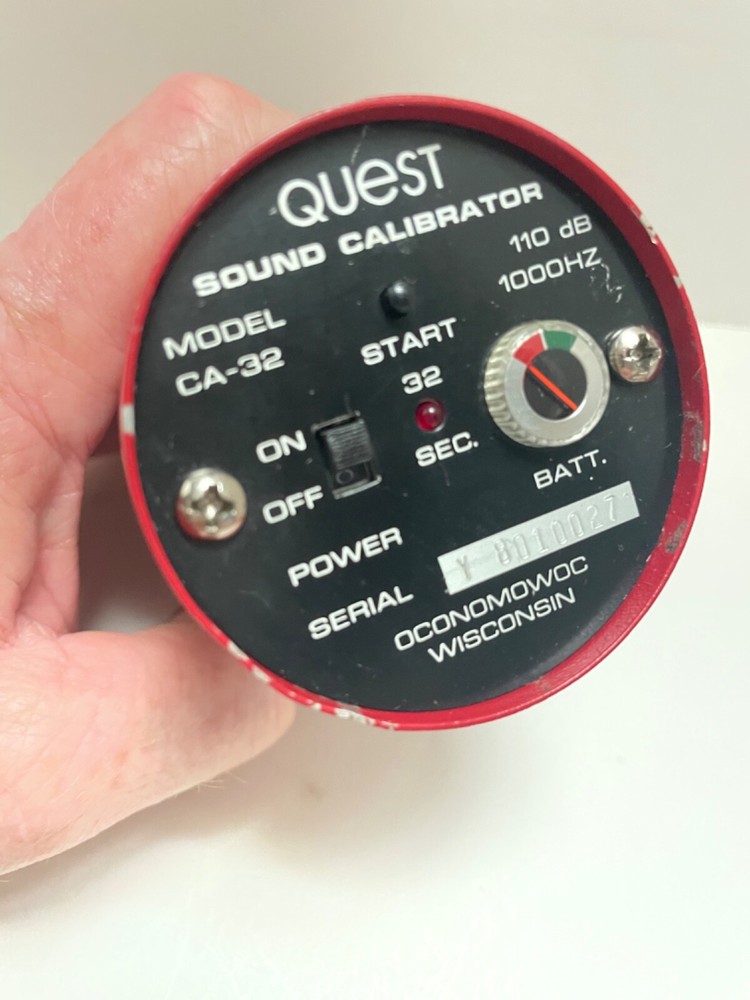 QUEST
SOUND CALIBRATOR
110 dB
1000HZ
MODEL
CA-32
START
32
SEC.
ON
OFF
POWER
BATT.
SERIAL
Y 8010027
OCONOMOWOC
WISCONSIN